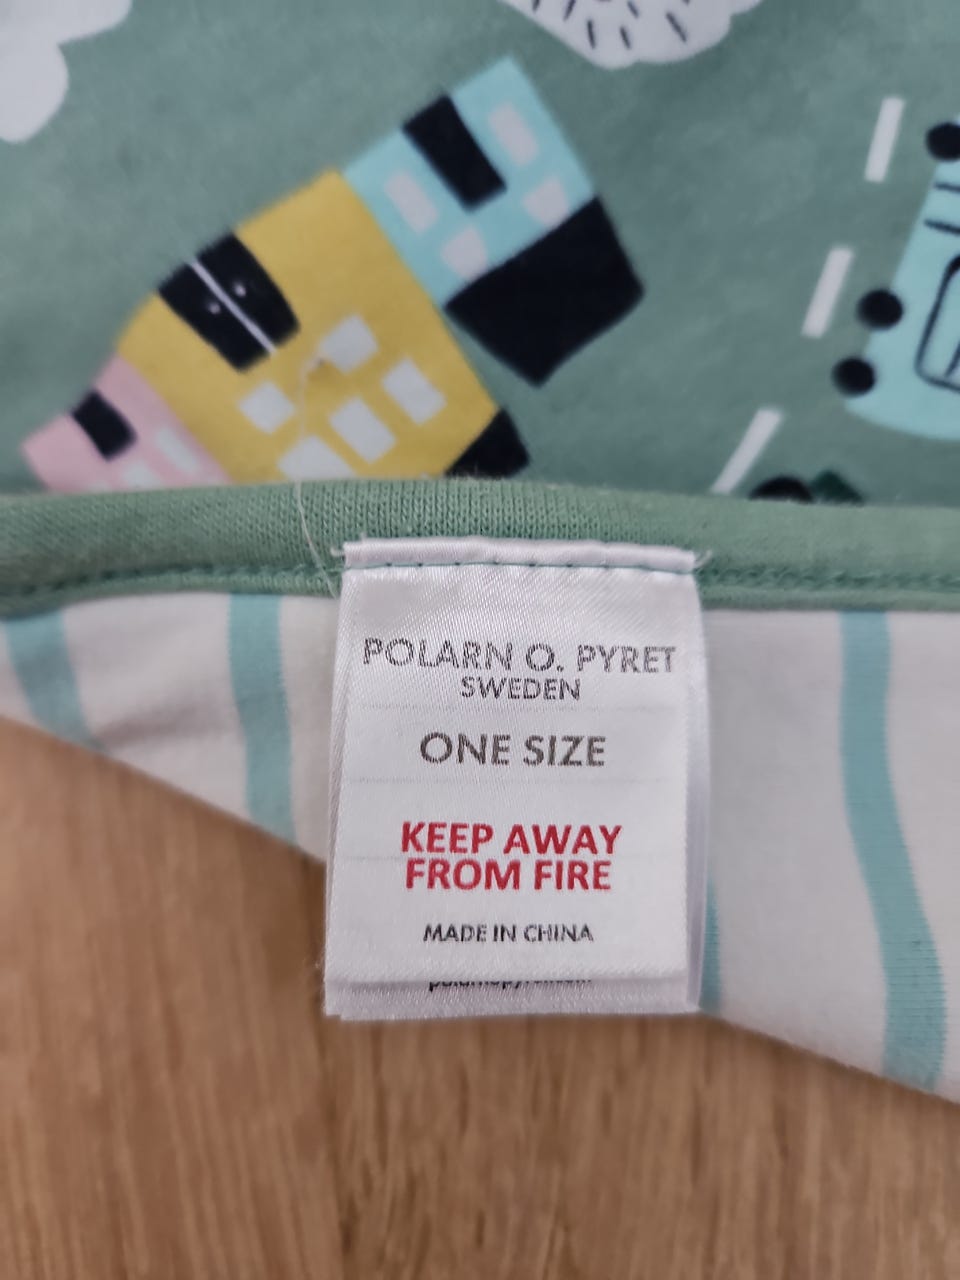 POLARN O. PYRET
SWEDEN
ONE SIZE
KEEP AWAY
FROM FIRE
MADE IN CHINA